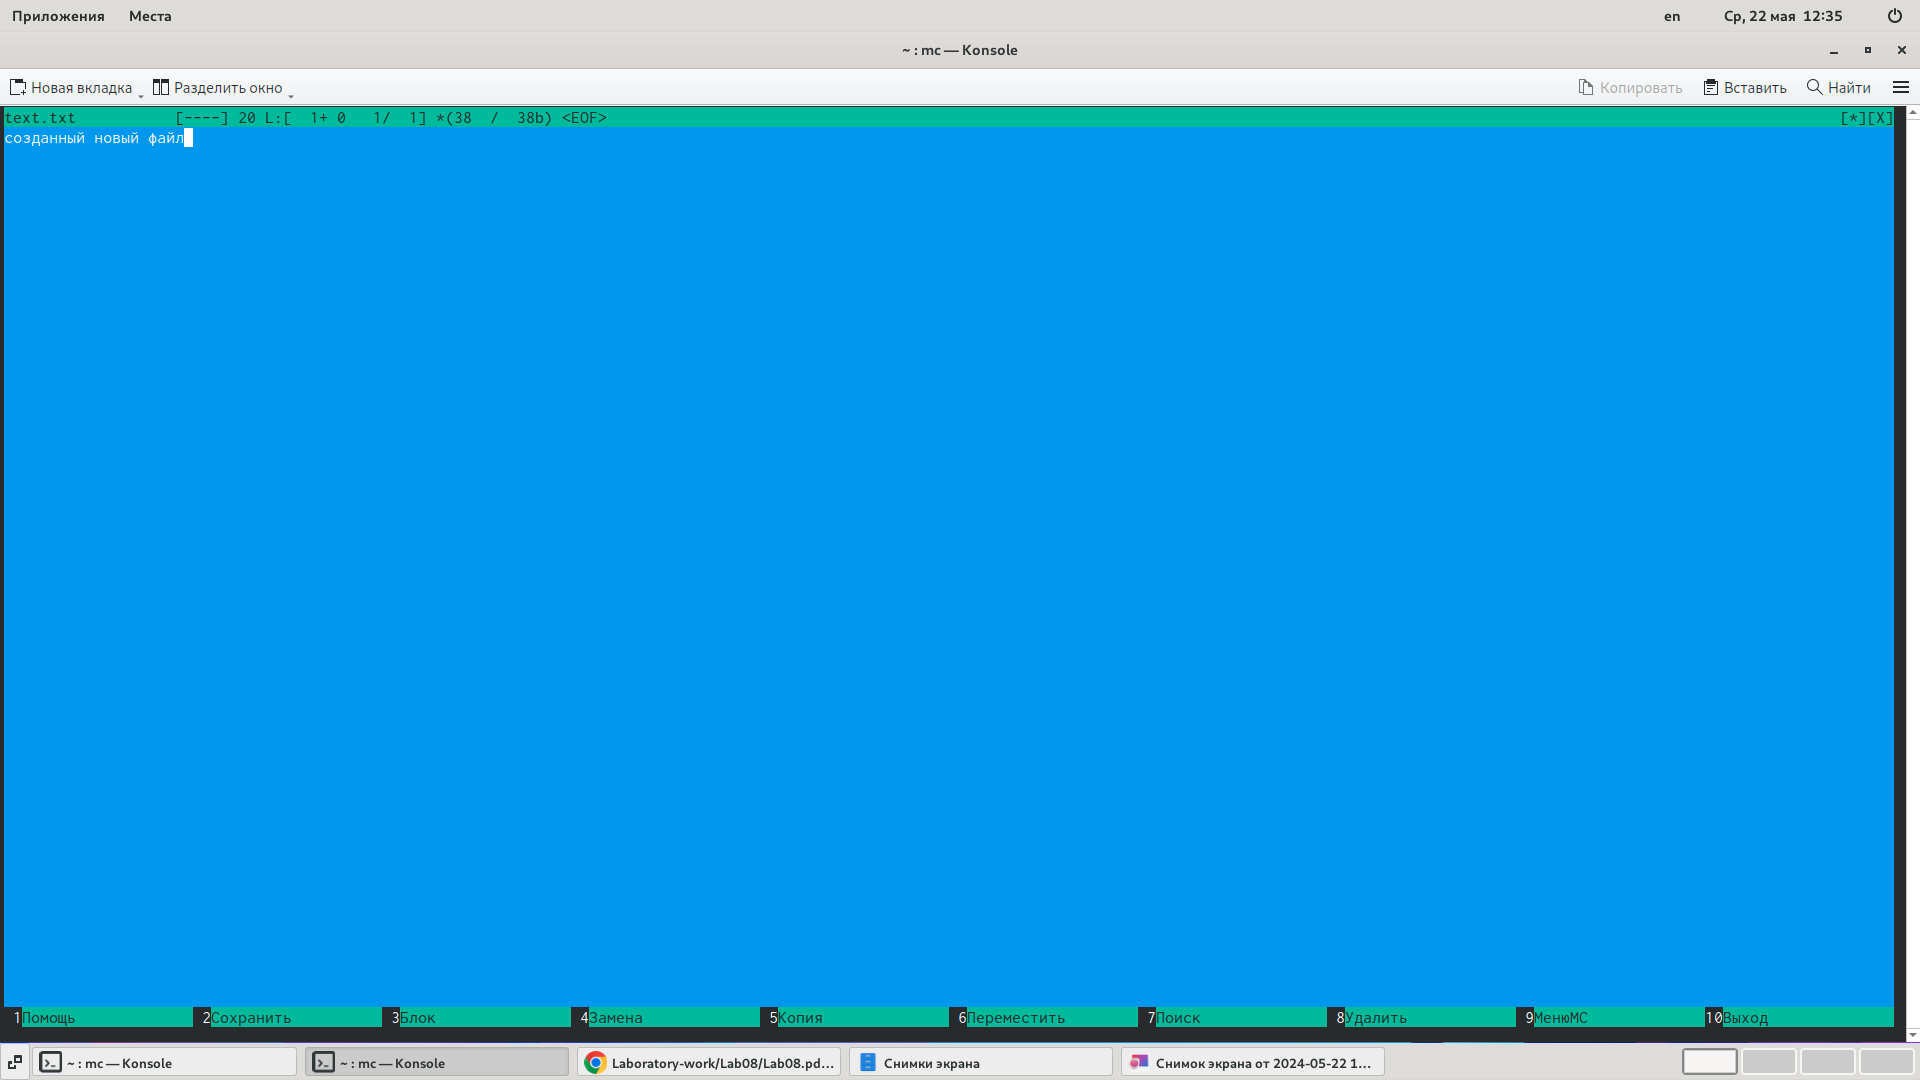 Приложения Места en Ср, 22 мая 12:35
~ : mc — Konsole
Новая вкладка Разделить окно Копировать Вставить Найти
text.txt [----] 20 L:[ 1+ 0 1/ 1] *(38 / 38b) <EOF> [*][X]
созданный новый файл
1Помощь 2Сохранить 3Блок 4Замена 5Копия 6Переместить 7Поиск 8Удалить 9МенюMC 10Выход
~ : mc — Konsole ~ : mc — Konsole Laboratory-work/Lab08/Lab08.pd... Снимки экрана Снимок экрана от 2024-05-22 1...